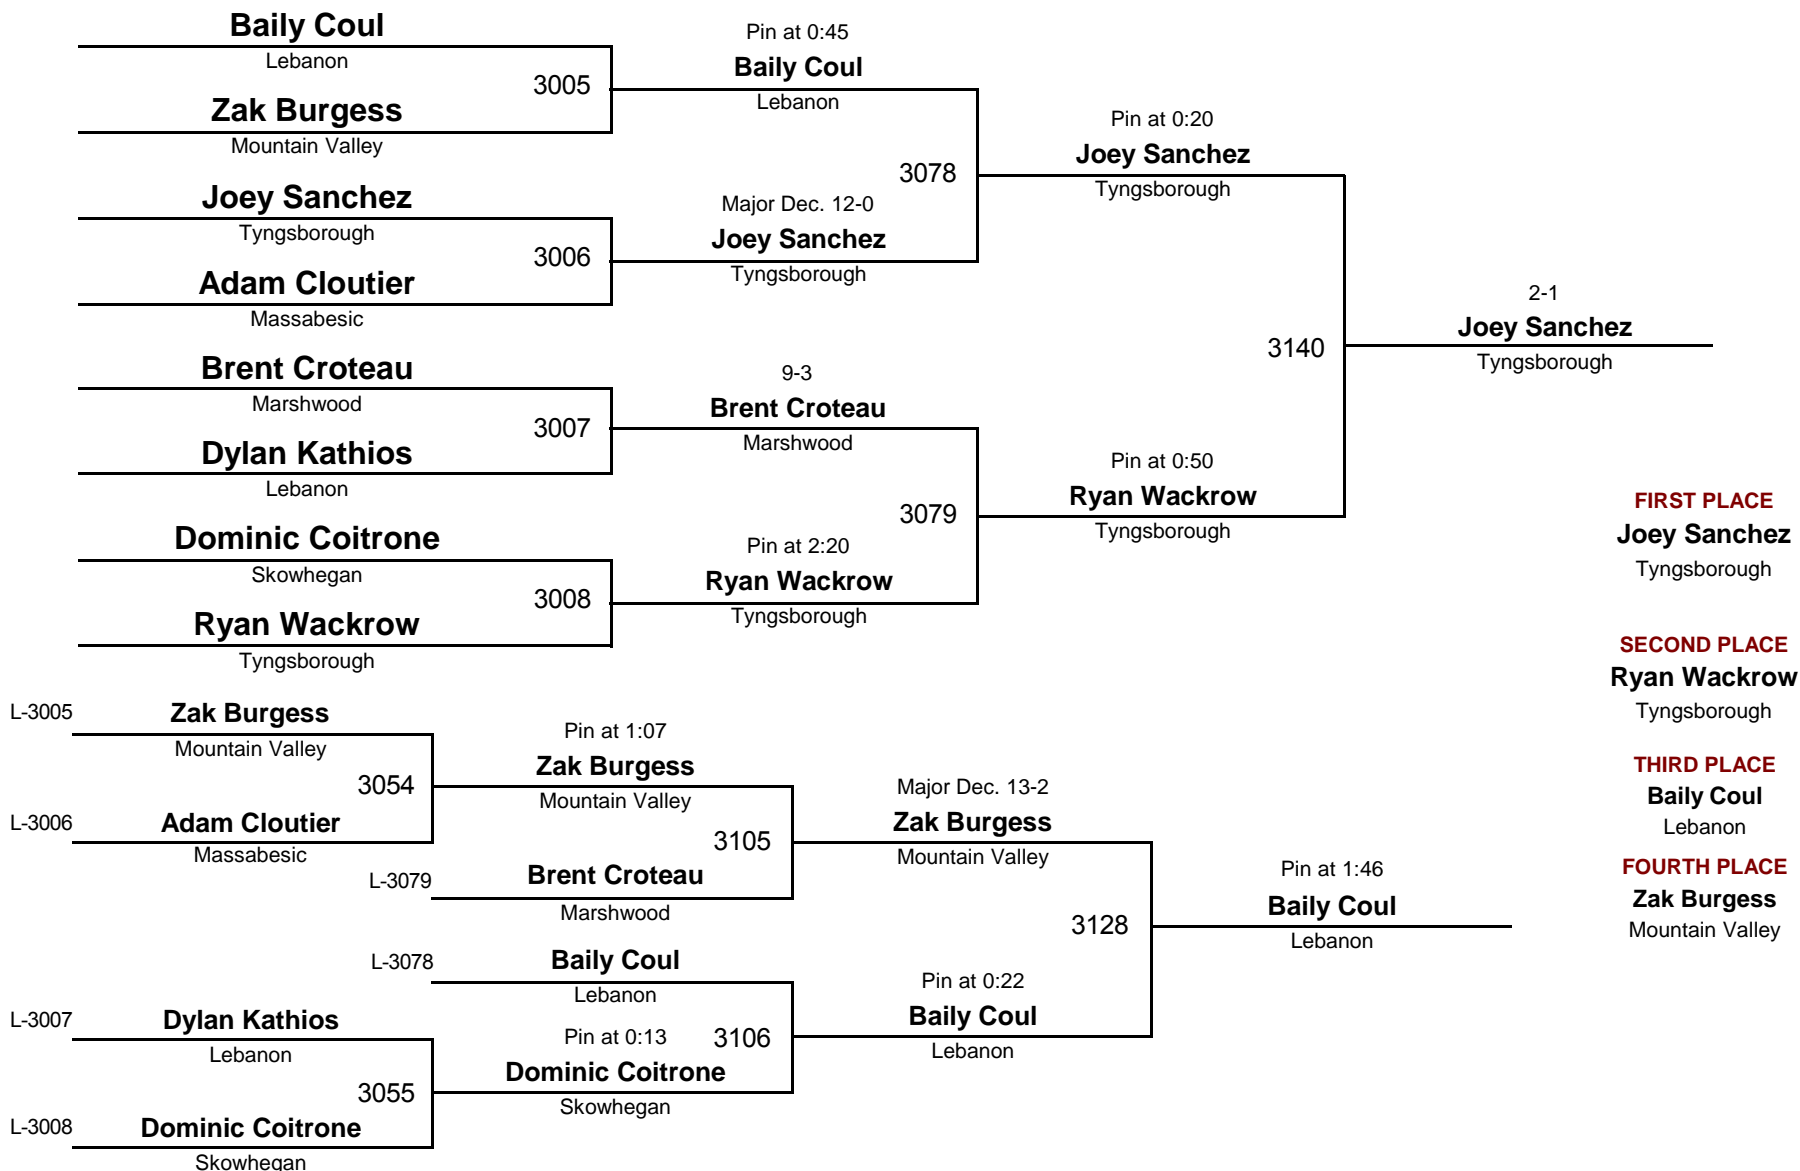 Baily Coul
Lebanon
3005
Zak Burgess
Mountain Valley
Joey Sanchez
Tyngsborough
3006
Adam Cloutier
Massabesic
Brent Croteau
Marshwood
3007
Dylan Kathios
Lebanon
Dominic Coitrone
Skowhegan
3008
Ryan Wackrow
Tyngsborough
Pin at 0:45
Baily Coul
Lebanon
3078
Major Dec. 12-0
Joey Sanchez
Tyngsborough
9-3
Brent Croteau
Marshwood
3079
Pin at 2:20
Ryan Wackrow
Tyngsborough
Pin at 0:20
Joey Sanchez
Tyngsborough
3140
Pin at 0:50
Ryan Wackrow
Tyngsborough
2-1
Joey Sanchez
Tyngsborough
FIRST PLACE
Joey Sanchez
Tyngsborough
SECOND PLACE
Ryan Wackrow
Tyngsborough
THIRD PLACE
Baily Coul
Lebanon
FOURTH PLACE
Zak Burgess
Mountain Valley
L-3005
Zak Burgess
Mountain Valley
3054
L-3006
Adam Cloutier
Massabesic
Pin at 1:07
Zak Burgess
Mountain Valley
3105
L-3079
Brent Croteau
Marshwood
L-3078
Baily Coul
Lebanon
3106
L-3007
Dylan Kathios
Lebanon
3055
L-3008
Dominic Coitrone
Skowhegan
Pin at 0:13
Dominic Coitrone
Skowhegan
Major Dec. 13-2
Zak Burgess
Mountain Valley
3128
Pin at 0:22
Baily Coul
Lebanon
Pin at 1:46
Baily Coul
Lebanon